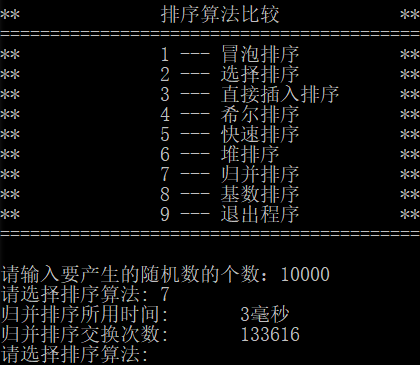 ** 排序算法比较 **
==========================================
** 1 --- 冒泡排序 **
** 2 --- 选择排序 **
** 3 --- 直接插入排序 **
** 4 --- 希尔排序 **
** 5 --- 快速排序 **
** 6 --- 堆排序 **
** 7 --- 归并排序 **
** 8 --- 基数排序 **
** 9 --- 退出程序 **
==========================================
请输入要产生的随机数的个数：10000
请选择排序算法: 7
归并排序所用时间: 3毫秒
归并排序交换次数: 133616
请选择排序算法: